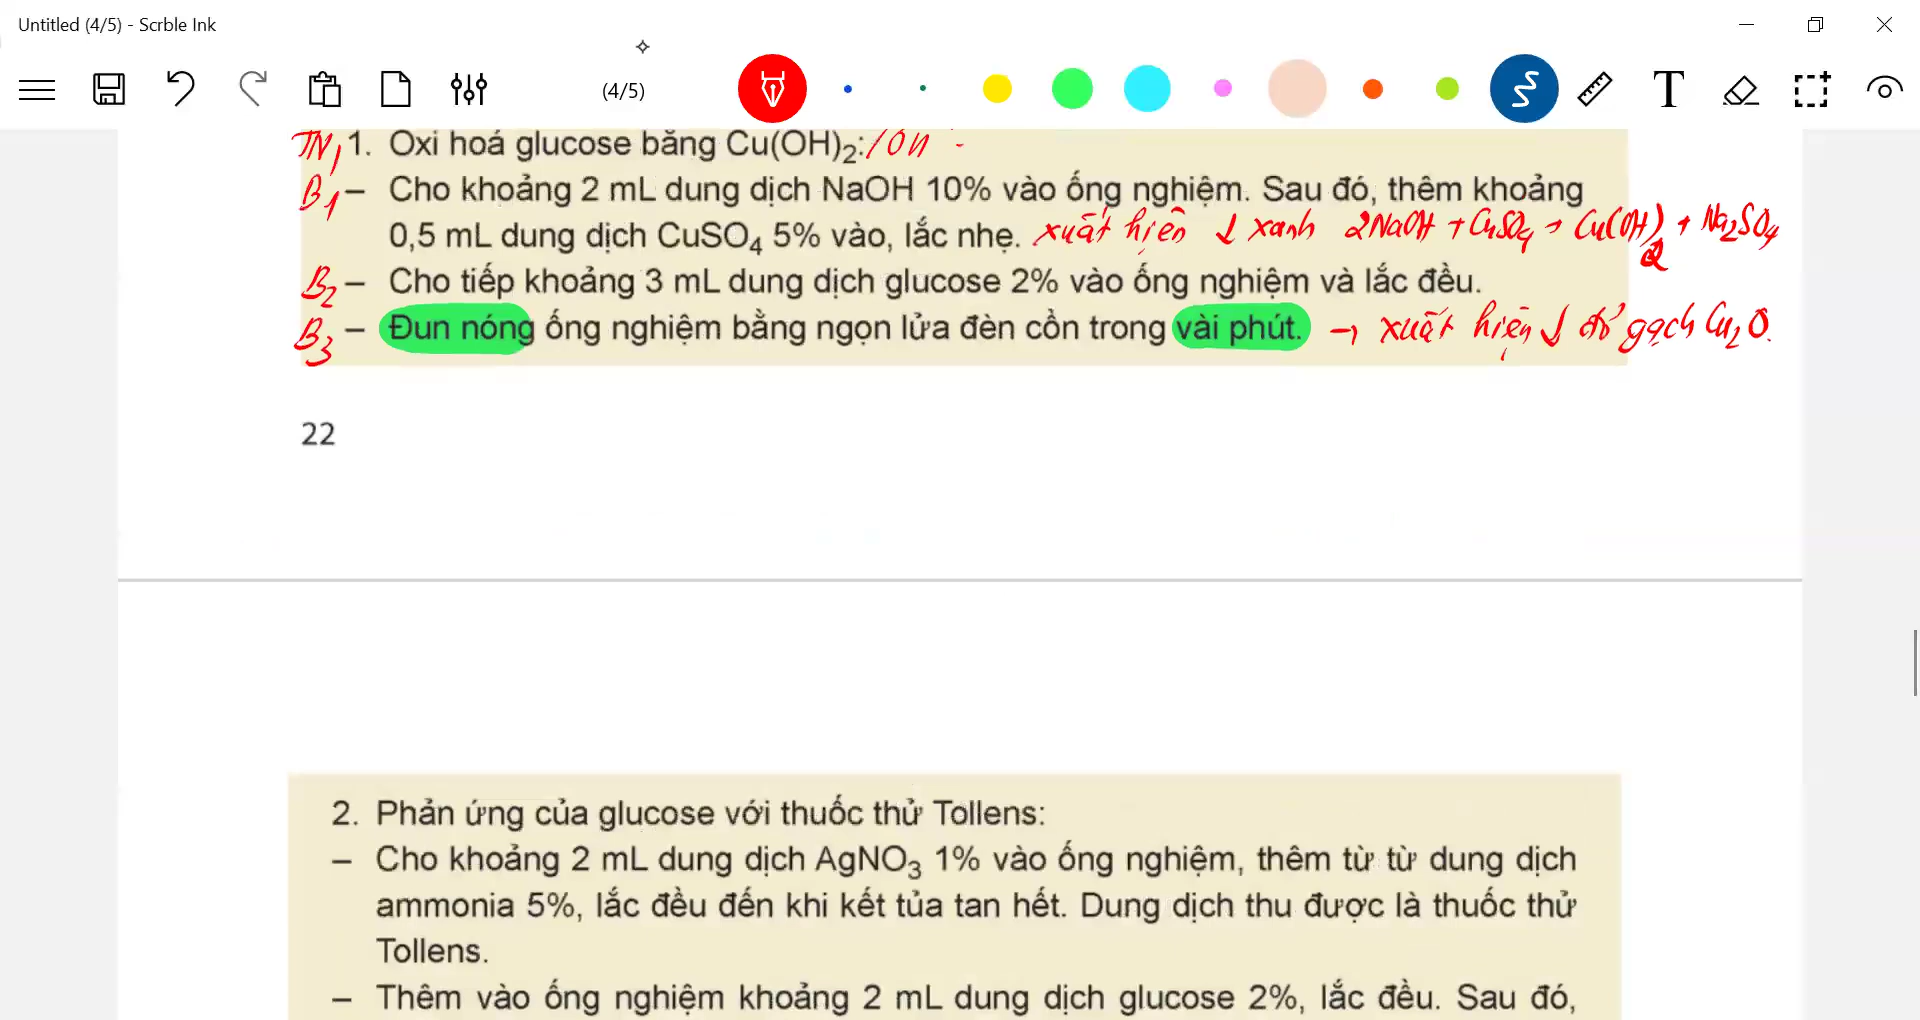 Untitled (4/5) - Scrble Ink
(4/5)
T
TN1 1. Oxi hoá glucose bằng Cu(OH)₂: /OH⁻
B1 – Cho khoảng 2 mL dung dịch NaOH 10% vào ống nghiệm. Sau đó, thêm khoảng
0,5 mL dung dịch CuSO₄ 5% vào, lắc nhẹ. xuất hiện ↓ xanh 2NaOH + CuSO₄ → Cu(OH)₂ + Na₂SO₄
B2 – Cho tiếp khoảng 3 mL dung dịch glucose 2% vào ống nghiệm và lắc đều.
B3 – Đun nóng ống nghiệm bằng ngọn lửa đèn cồn trong vài phút. → xuất hiện ↓ đỏ gạch Cu₂O.
22
2. Phản ứng của glucose với thuốc thử Tollens:
– Cho khoảng 2 mL dung dịch AgNO₃ 1% vào ống nghiệm, thêm từ từ dung dịch
ammonia 5%, lắc đều đến khi kết tủa tan hết. Dung dịch thu được là thuốc thử
Tollens.
– Thêm vào ống nghiệm khoảng 2 mL dung dịch glucose 2%, lắc đều. Sau đó,